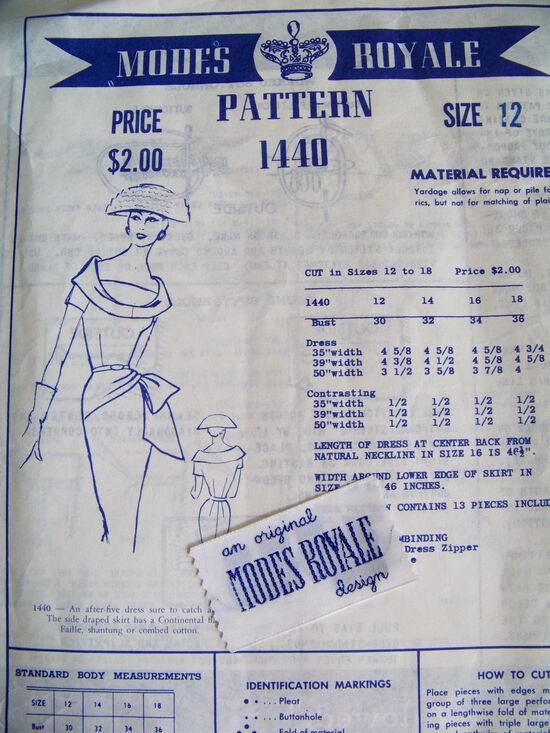 MODES ROYALE
PATTERN
1440
PRICE
$2.00
SIZE 12
MATERIAL REQUIRE
Yardage allows for nap or pile fa
rics, but not for matching of plai
CUT in Sizes 12 to 18 Price $2.00
1440 12 14 16 18
Bust 30 32 34 36
Dress
35"width 4 5/8 4 5/8 4 5/8 4 3/4
39"width 4 3/8 4 1/2 4 5/8 4 5/8
50"width 3 1/2 3 5/8 3 7/8 4
Contrasting
35"width 1/2 1/2 1/2 1/2
39"width 1/2 1/2 1/2 1/2
50"width 1/2 1/2 1/2 1/2
LENGTH OF DRESS AT CENTER BACK FROM
NATURAL NECKLINE IN SIZE 16 IS 46½".
WIDTH AROUND LOWER EDGE OF SKIRT IN
SIZE 46 INCHES.
N CONTAINS 13 PIECES INCLUD
MBINDING
Dress Zipper
an original
MODES ROYALE
design
1440 — An after-five dress sure to catch a
The side draped skirt has a Continental f
Faille, shantung or combed cotton.
STANDARD BODY MEASUREMENTS
SIZE 12 14 16 18
Bust 30 32 34 36
IDENTIFICATION MARKINGS
Pleat
Buttonhole
Fold of material
HOW TO CUT
Place pieces with edges m
group of three large perfor
on a lengthwise fold of mate
ing pieces with triple large